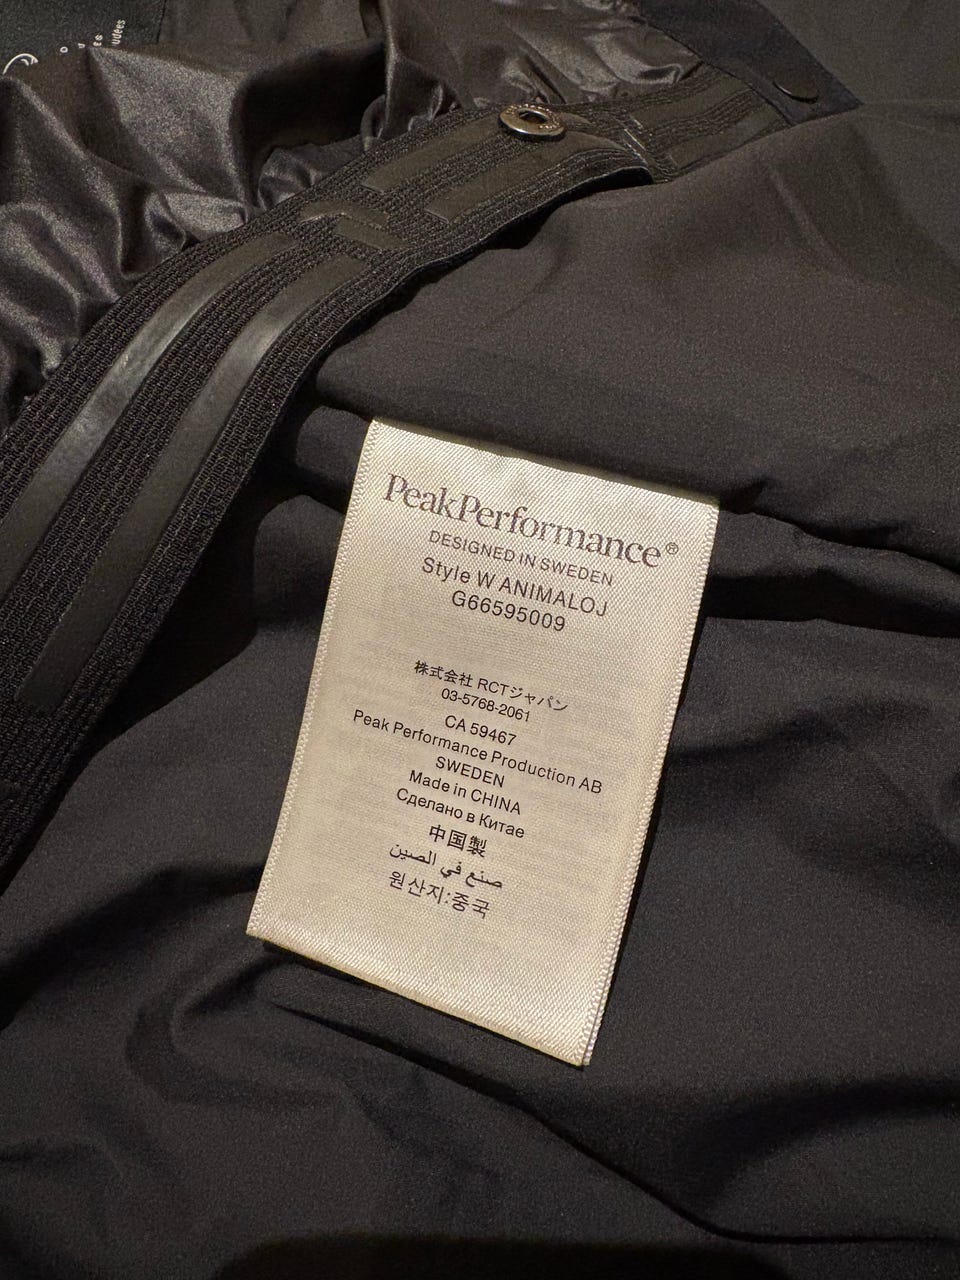 PeakPerformance®
DESIGNED IN SWEDEN
Style W ANIMALOJ
G66595009
株式会社 RCTジャパン
03-5768-2061
CA 59467
Peak Performance Production AB
SWEDEN
Made in CHINA
Сделано в Китае
中国製
صنع في الصين
원산지:중국